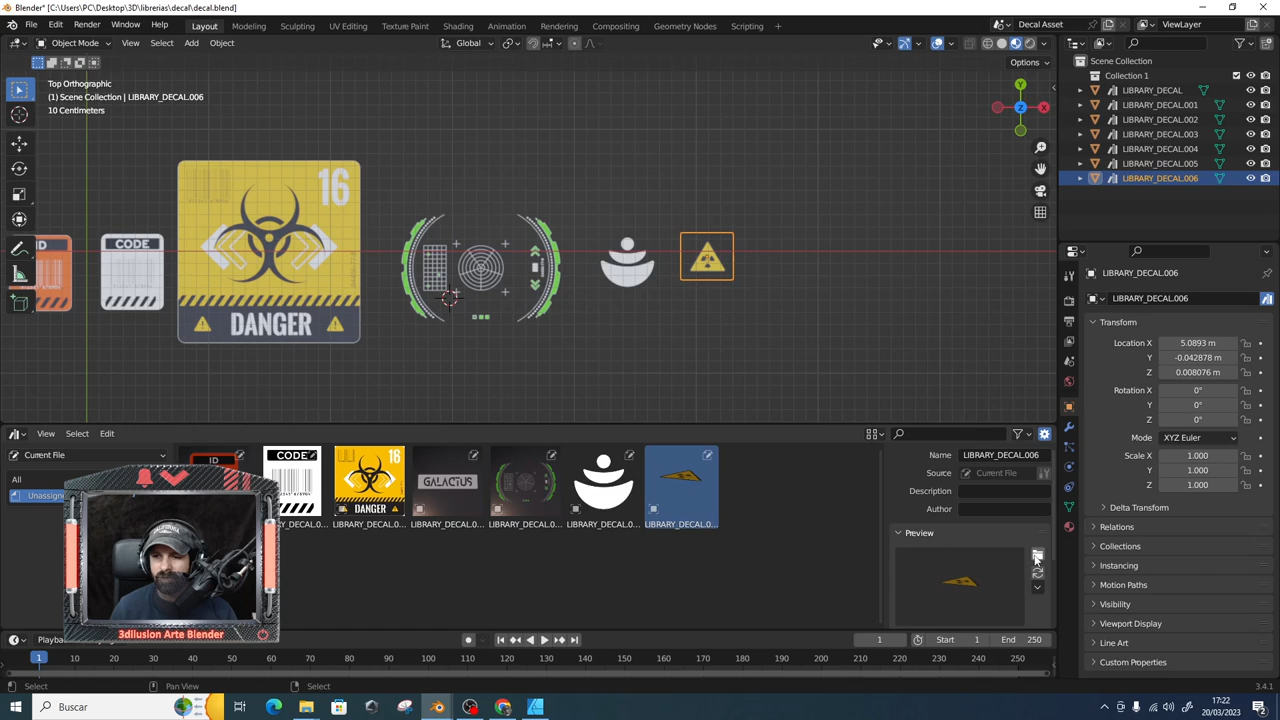 Blender* [C:\Users\PC\Desktop\3D\librerias\decal\decal.blend]
File Edit Render Window Help Layout Modeling Sculpting UV Editing Texture Paint Shading Animation Rendering Compositing Geometry Nodes Scripting + Decal Asset ViewLayer
Object Mode View Select Add Object Global
Options
Top Orthographic
(1) Scene Collection | LIBRARY_DECAL.006
10 Centimeters
Y
Z X
ID CODE 16
DANGER
Scene Collection
Collection 1
LIBRARY_DECAL
LIBRARY_DECAL.001
LIBRARY_DECAL.002
LIBRARY_DECAL.003
LIBRARY_DECAL.004
LIBRARY_DECAL.005
LIBRARY_DECAL.006
LIBRARY_DECAL.006
LIBRARY_DECAL.006
Transform
Location X 5.0893 m
Y -0.042878 m
Z 0.008076 m
Rotation X 0°
Y 0°
Z 0°
Mode XYZ Euler
Scale X 1.000
Y 1.000
Z 1.000
Delta Transform
Relations
Collections
Instancing
Motion Paths
Visibility
Viewport Display
Line Art
Custom Properties
View Select Edit
Current File
All
Unassigne
ID CODE 16 DANGER GALACTUS
LIBRARY_DECAL.0... LIBRARY_DECAL.0... LIBRARY_DECAL.0... LIBRARY_DECAL.0... LIBRARY_DECAL.0...
Name LIBRARY_DECAL.006
Source Current File
Description
Author
Preview
CALIFORNIA
3dilusion Arte Blender
Playba 1 Start 1 End 250
1 10 20 30 40 50 60 70 80 90 100 110 120 130 140 150 160 170 180 190 200 210 220 230 240 250
Select Pan View Select 3.4.1
Buscar 17:22
20/03/2023